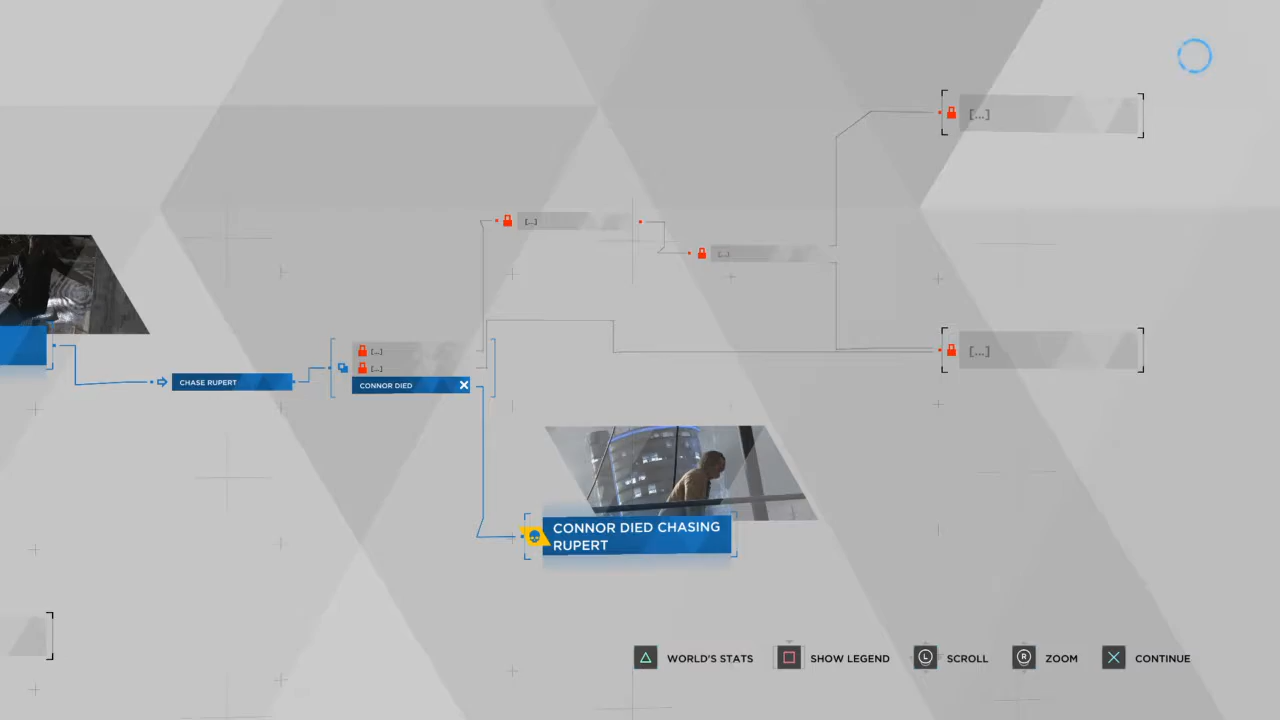 [...]
[...]
[...]
[...]
[...]
[...]
CHASE RUPERT
CONNOR DIED
CONNOR DIED CHASING
RUPERT
WORLD'S STATS
SHOW LEGEND
L
SCROLL
R
ZOOM
CONTINUE